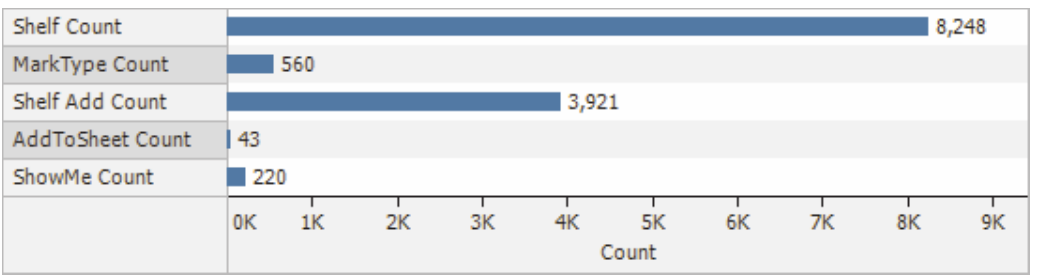 Shelf Count 8,248
MarkType Count 560
Shelf Add Count 3,921
AddToSheet Count 43
ShowMe Count 220
0K 1K 2K 3K 4K 5K 6K 7K 8K 9K
Count